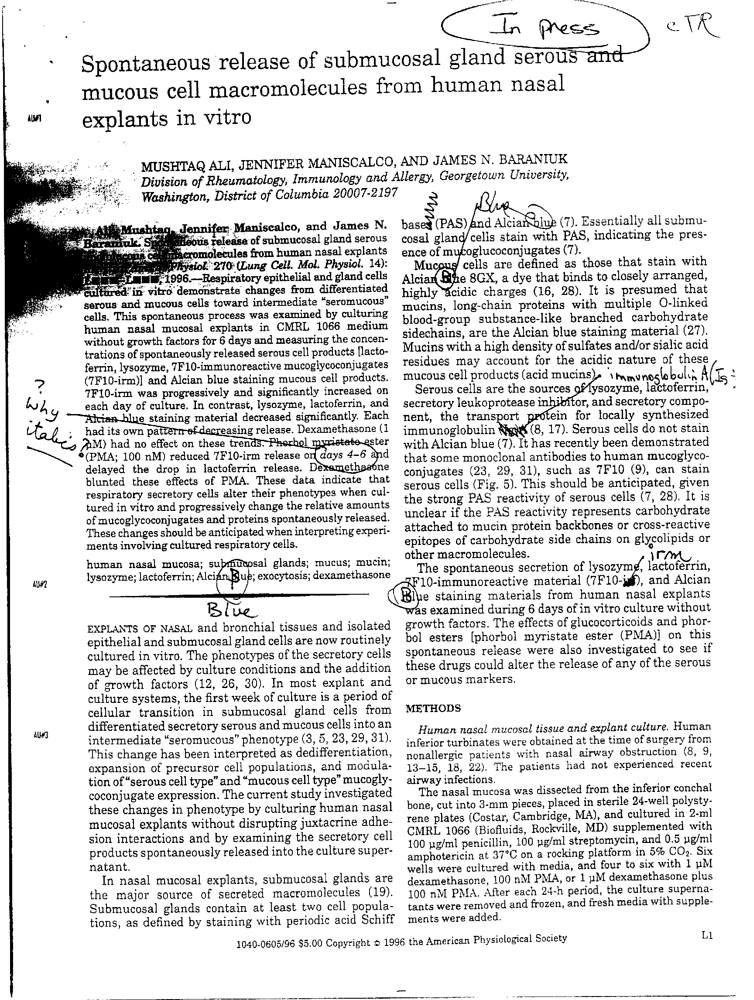 In press
CTR
Spontaneous release of submucosal gland serous and
mucous cell macromolecules from human nasal
explants in vitro
AU#1
MUSHTAQ ALI, JENNIFER MANISCALCO, AND JAMES N. BARANIUK
Division of Rheumatology, Immunology and Allergy, Georgetown University,
Washington, District of Columbia 20007-2197
Ali, Mushtaq, Jennifer Maniscalco, and James N.
Baraniuk. release of submucosal gland serous
macromolecules from human nasal explants
Physiol. 270 (Lung Cell. Mol. Physiol. 14):
1996.—Respiratory epithelial and gland cells
cultured in vitro demonstrate changes from differentiated
serous and mucous cells toward intermediate “seromucous”
cells. This spontaneous process was examined by culturing
human nasal mucosal explants in CMRL 1066 medium
without growth factors for 6 days and measuring the concen-
trations of spontaneously released serous cell products [lacto-
ferrin, lysozyme, 7F10-immunoreactive mucoglycoconjugates
(7F10-irm)] and Alcian blue staining mucous cell products.
7F10-irm was progressively and significantly increased on
each day of culture. In contrast, lysozyme, lactoferrin, and
Alcian blue staining material decreased significantly. Each
had its own pattern of decreasing release. Dexamethasone (1
µM) had no effect on these trends. Phorbol myristate ester
(PMA; 100 nM) reduced 7F10-irm release on days 4–6 and
delayed the drop in lactoferrin release. Dexamethasone
blunted these effects of PMA. These data indicate that
respiratory secretory cells alter their phenotypes when cul-
tured in vitro and progressively change the relative amounts
of mucoglycoconjugates and proteins spontaneously released.
These changes should be anticipated when interpreting experi-
ments involving cultured respiratory cells.
? why italics?
human nasal mucosa; submucosal glands; mucus; mucin;
lysozyme; lactoferrin; Alcian Bue; exocytosis; dexamethasone
AU#2
Blue
EXPLANTS OF NASAL and bronchial tissues and isolated
epithelial and submucosal gland cells are now routinely
cultured in vitro. The phenotypes of the secretory cells
may be affected by culture conditions and the addition
of growth factors (12, 26, 30). In most explant and
culture systems, the first week of culture is a period of
cellular transition in submucosal gland cells from
differentiated secretory serous and mucous cells into an
AU#3
intermediate “seromucous” phenotype (3, 5, 23, 29, 31).
This change has been interpreted as dedifferentiation,
expansion of precursor cell populations, and modula-
tion of “serous cell type” and “mucous cell type” mucogly-
coconjugate expression. The current study investigated
these changes in phenotype by culturing human nasal
mucosal explants without disrupting juxtacrine adhe-
sion interactions and by examining the secretory cell
products spontaneously released into the culture super-
natant.
In nasal mucosal explants, submucosal glands are
the major source of secreted macromolecules (19).
Submucosal glands contain at least two cell popula-
tions, as defined by staining with periodic acid Schiff
Blue
base (PAS) and Alcian blue (7). Essentially all submu-
cosal gland cells stain with PAS, indicating the pres-
ence of mucoglucoconjugates (7).
Mucous cells are defined as those that stain with
Alcian Blue 8GX, a dye that binds to closely arranged,
highly acidic charges (16, 28). It is presumed that
mucins, long-chain proteins with multiple O-linked
blood-group substance-like branched carbohydrate
sidechains, are the Alcian blue staining material (27).
Mucins with a high density of sulfates and/or sialic acid
residues may account for the acidic nature of these
mucous cell products (acid mucins). immunoglobulin A (Ig
Serous cells are the sources of lysozyme, lactoferrin,
secretory leukoprotease inhibitor, and secretory compo-
nent, the transport protein for locally synthesized
immunoglobulin (8, 17). Serous cells do not stain
with Alcian blue (7). It has recently been demonstrated
that some monoclonal antibodies to human mucoglyco-
conjugates (23, 29, 31), such as 7F10 (9), can stain
serous cells (Fig. 5). This should be anticipated, given
the strong PAS reactivity of serous cells (7, 28). It is
unclear if the PAS reactivity represents carbohydrate
attached to mucin protein backbones or cross-reactive
epitopes of carbohydrate side chains on glycolipids or
other macromolecules.
irm
The spontaneous secretion of lysozyme, lactoferrin,
7F10-immunoreactive material (7F10-), and Alcian
Blue staining materials from human nasal explants
was examined during 6 days of in vitro culture without
growth factors. The effects of glucocorticoids and phor-
bol esters [phorbol myristate ester (PMA)] on this
spontaneous release were also investigated to see if
these drugs could alter the release of any of the serous
or mucous markers.
METHODS
Human nasal mucosal tissue and explant culture. Human
inferior turbinates were obtained at the time of surgery from
nonallergic patients with nasal airway obstruction (8, 9,
13–15, 18, 22). The patients had not experienced recent
airway infections.
The nasal mucosa was dissected from the inferior conchal
bone, cut into 3-mm pieces, placed in sterile 24-well polysty-
rene plates (Costar, Cambridge, MA), and cultured in 2-ml
CMRL 1066 (Biofluids, Rockville, MD) supplemented with
100 µg/ml penicillin, 100 µg/ml streptomycin, and 0.5 µg/ml
amphotericin at 37°C on a rocking platform in 5% CO₂. Six
wells were cultured with media, and four to six with 1 µM
dexamethasone, 100 nM PMA, or 1 µM dexamethasone plus
100 nM PMA. After each 24-h period, the culture superna-
tants were removed and frozen, and fresh media with supple-
ments were added.
1040-0605/96 $5.00 Copyright © 1996 the American Physiological Society
L1